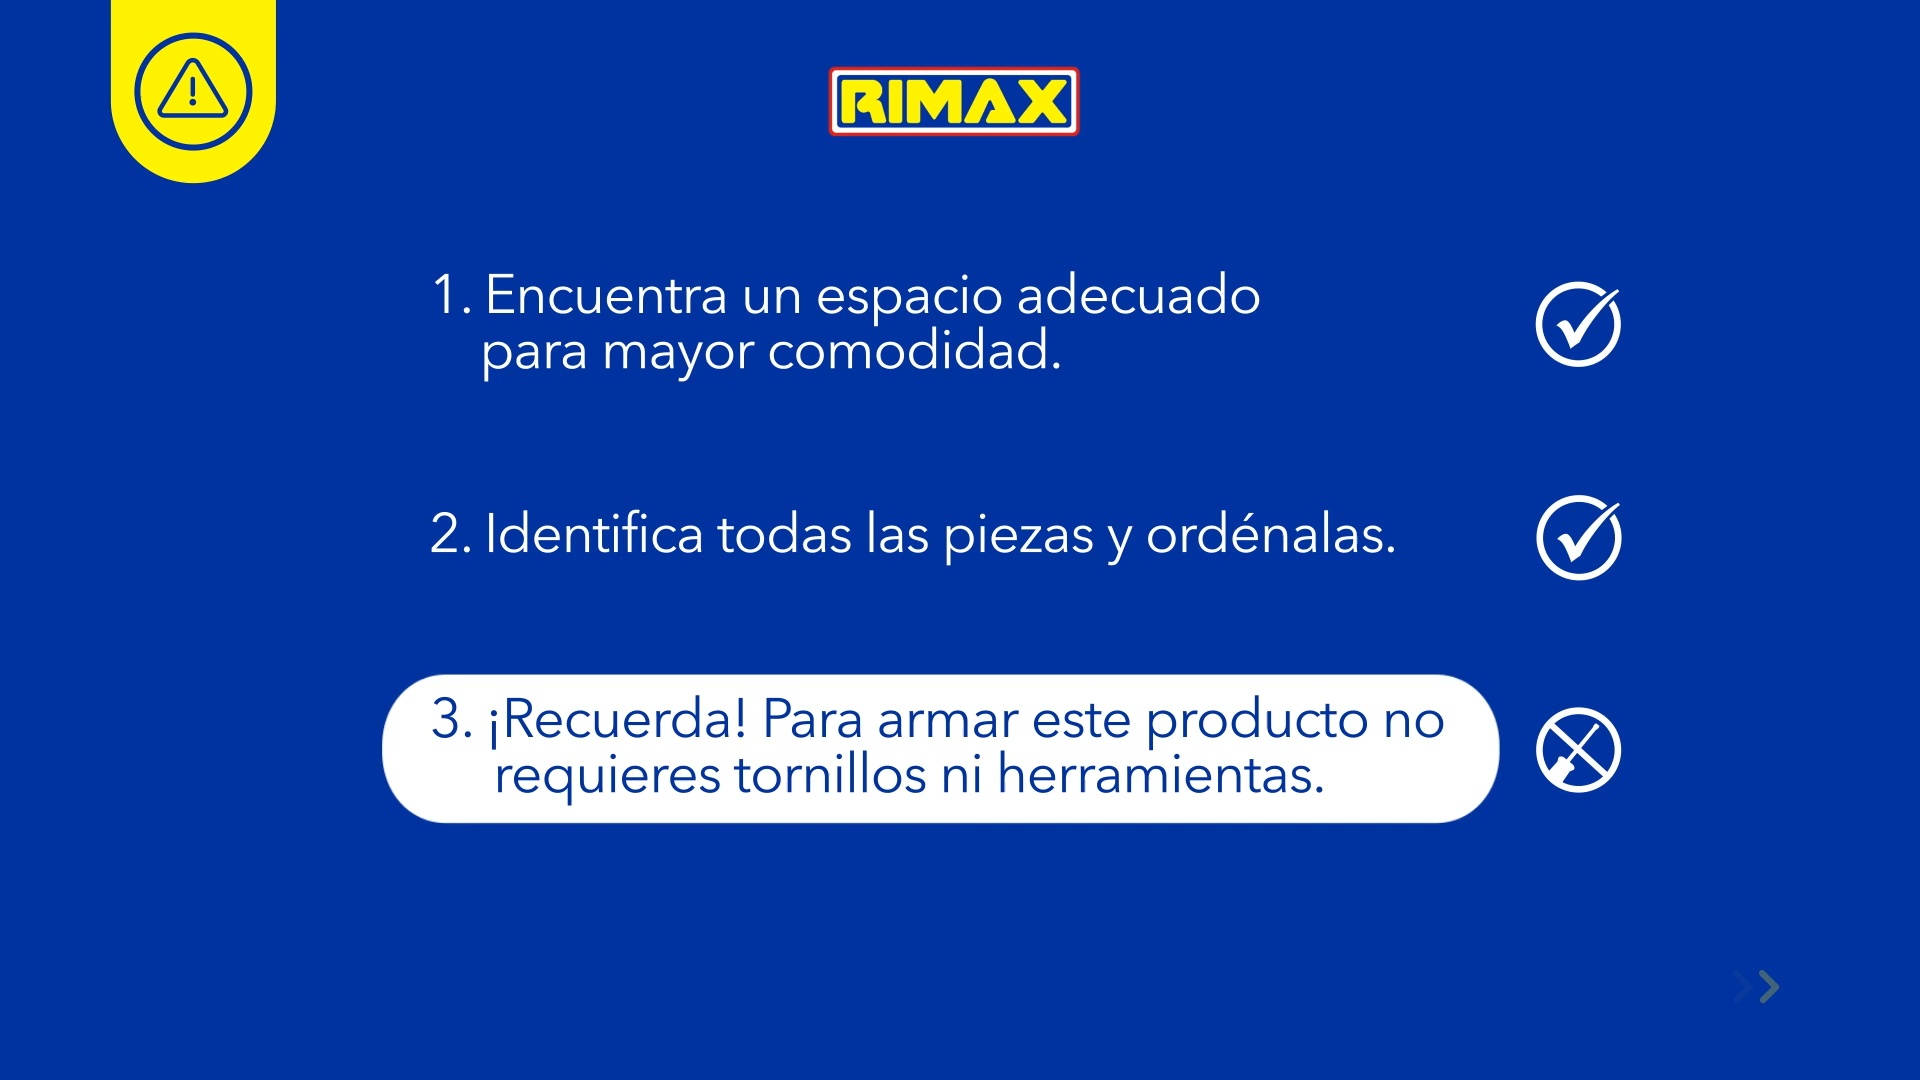 RIMAX
1. Encuentra un espacio adecuado
para mayor comodidad.
2. Identifica todas las piezas y ordénalas.
3. ¡Recuerda! Para armar este producto no
requieres tornillos ni herramientas.